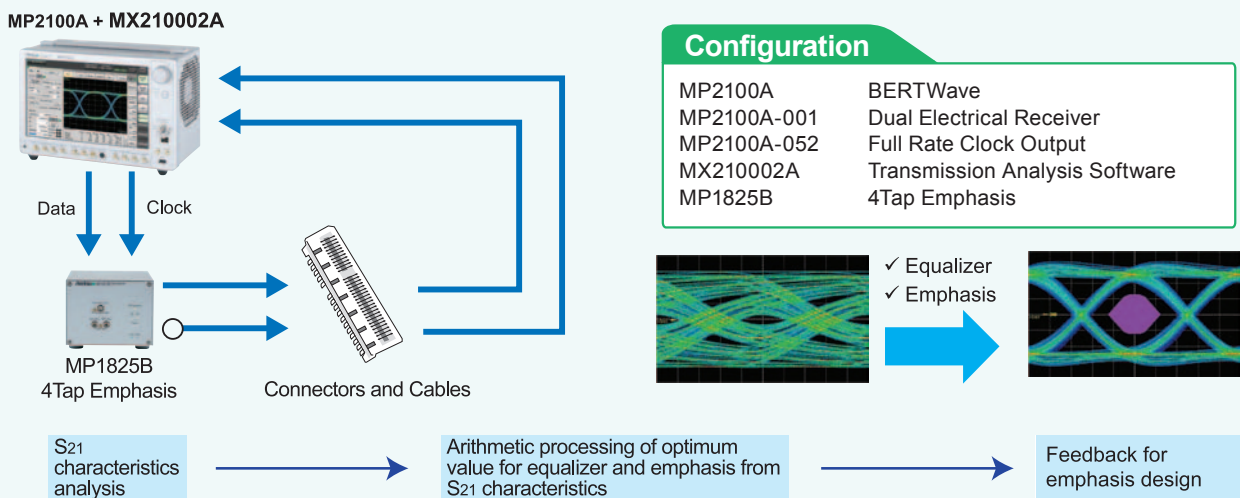 MP2100A + MX210002A
Data
Clock
MP1825B
4Tap Emphasis
Connectors and Cables
Configuration
MP2100A BERTWave
MP2100A-001 Dual Electrical Receiver
MP2100A-052 Full Rate Clock Output
MX210002A Transmission Analysis Software
MP1825B 4Tap Emphasis
✓ Equalizer
✓ Emphasis
S21
characteristics
analysis
Arithmetic processing of optimum
value for equalizer and emphasis from
S21 characteristics
Feedback for
emphasis design